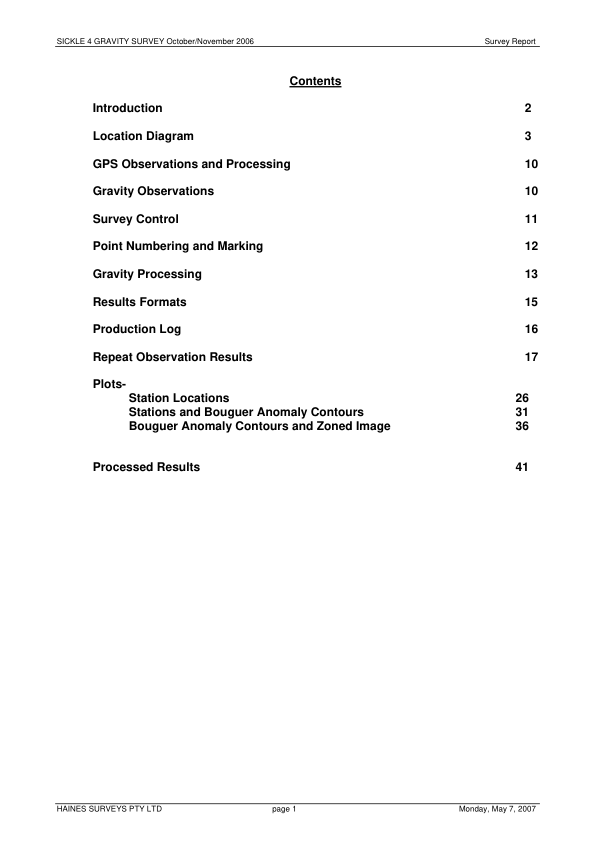 SICKLE 4 GRAVITY SURVEY October/November 2006 Survey Report
Contents
Introduction 2
Location Diagram 3
GPS Observations and Processing 10
Gravity Observations 10
Survey Control 11
Point Numbering and Marking 12
Gravity Processing 13
Results Formats 15
Production Log 16
Repeat Observation Results 17
Plots-
Station Locations 26
Stations and Bouguer Anomaly Contours 31
Bouguer Anomaly Contours and Zoned Image 36
Processed Results 41
HAINES SURVEYS PTY LTD page 1 Monday, May 7, 2007